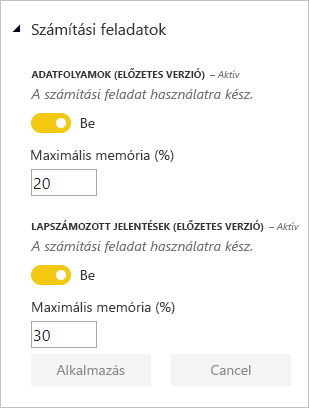 Számítási feladatok
ADATFOLYAMOK (ELŐZETES VERZIÓ) – Aktív
A számítási feladat használatra kész.
Be
Maximális memória (%)
20
LAPSZÁMOZOTT JELENTÉSEK (ELŐZETES VERZIÓ) – Aktív
A számítási feladat használatra kész.
Be
Maximális memória (%)
30
Alkalmazás Cancel